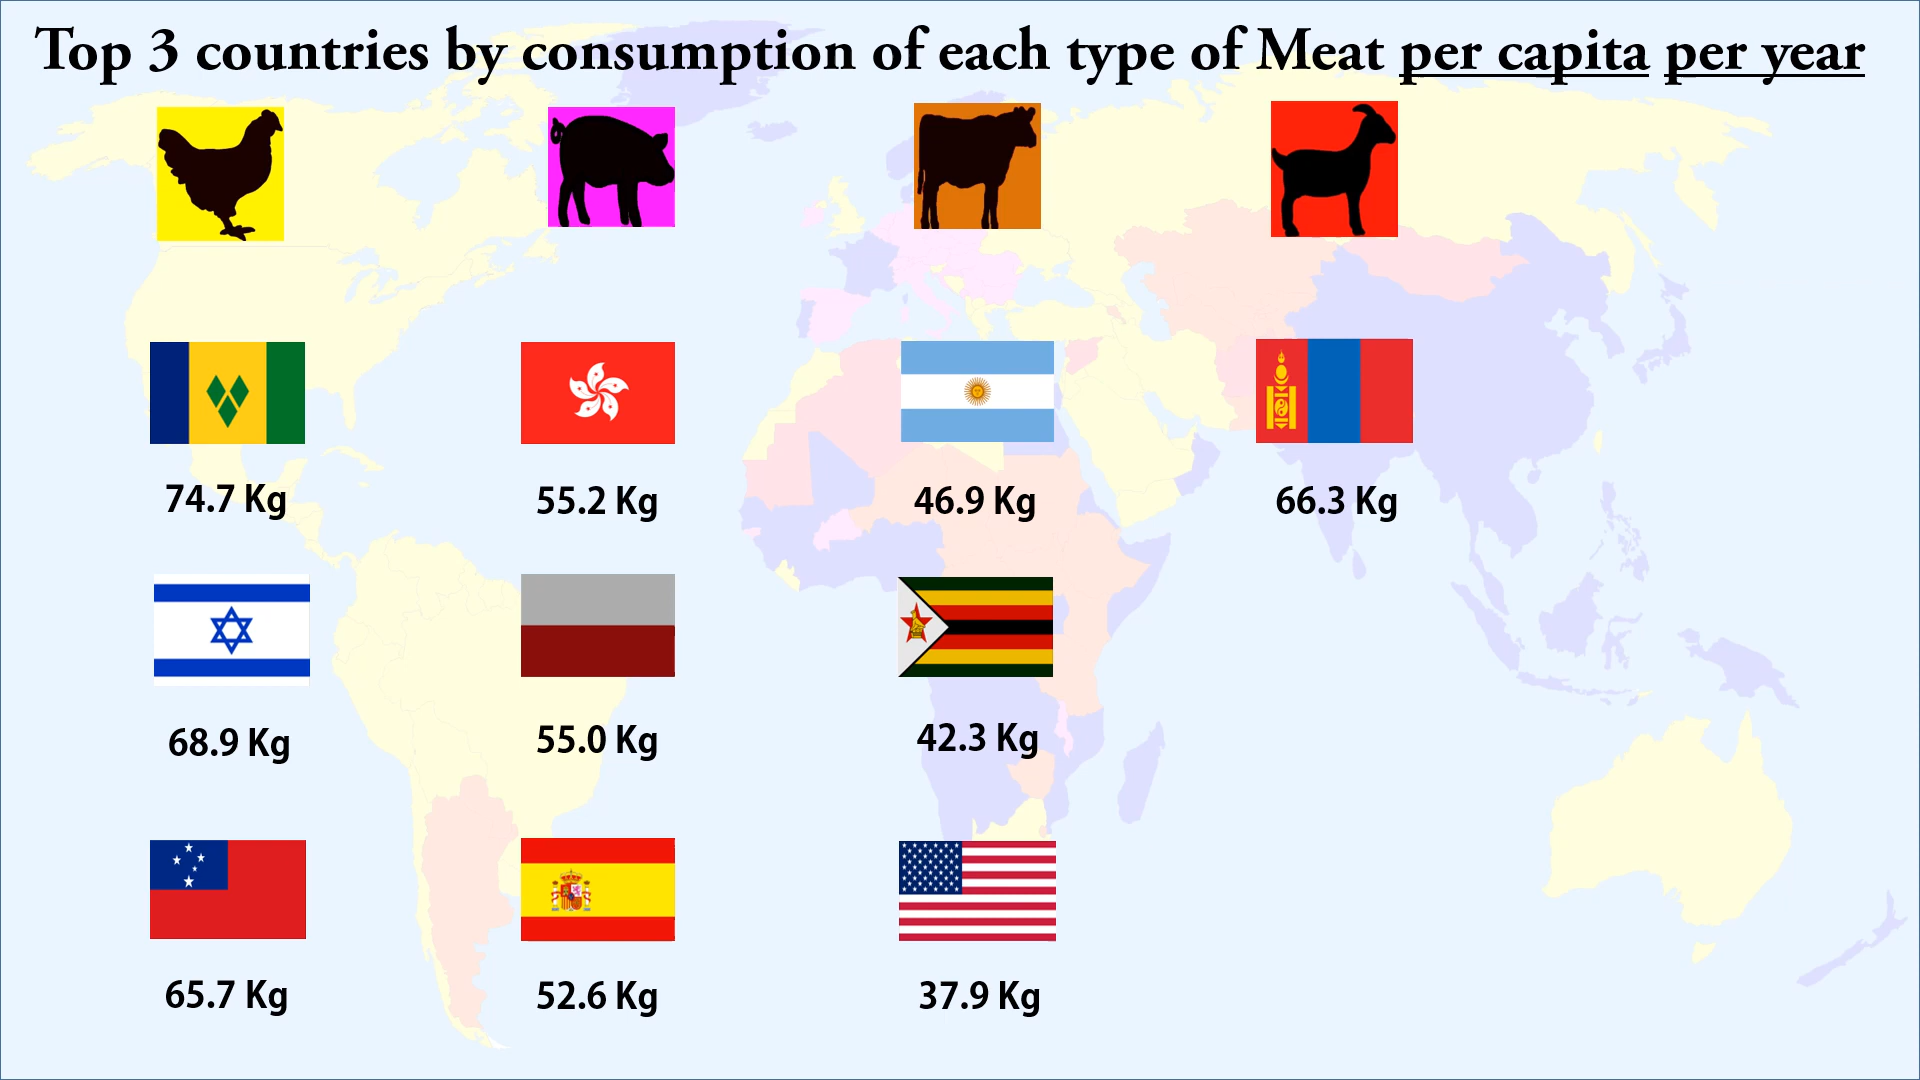 Top 3 countries by consumption of each type of Meat per capita per year
74.7 Kg
55.2 Kg
46.9 Kg
66.3 Kg
68.9 Kg
55.0 Kg
42.3 Kg
65.7 Kg
52.6 Kg
37.9 Kg